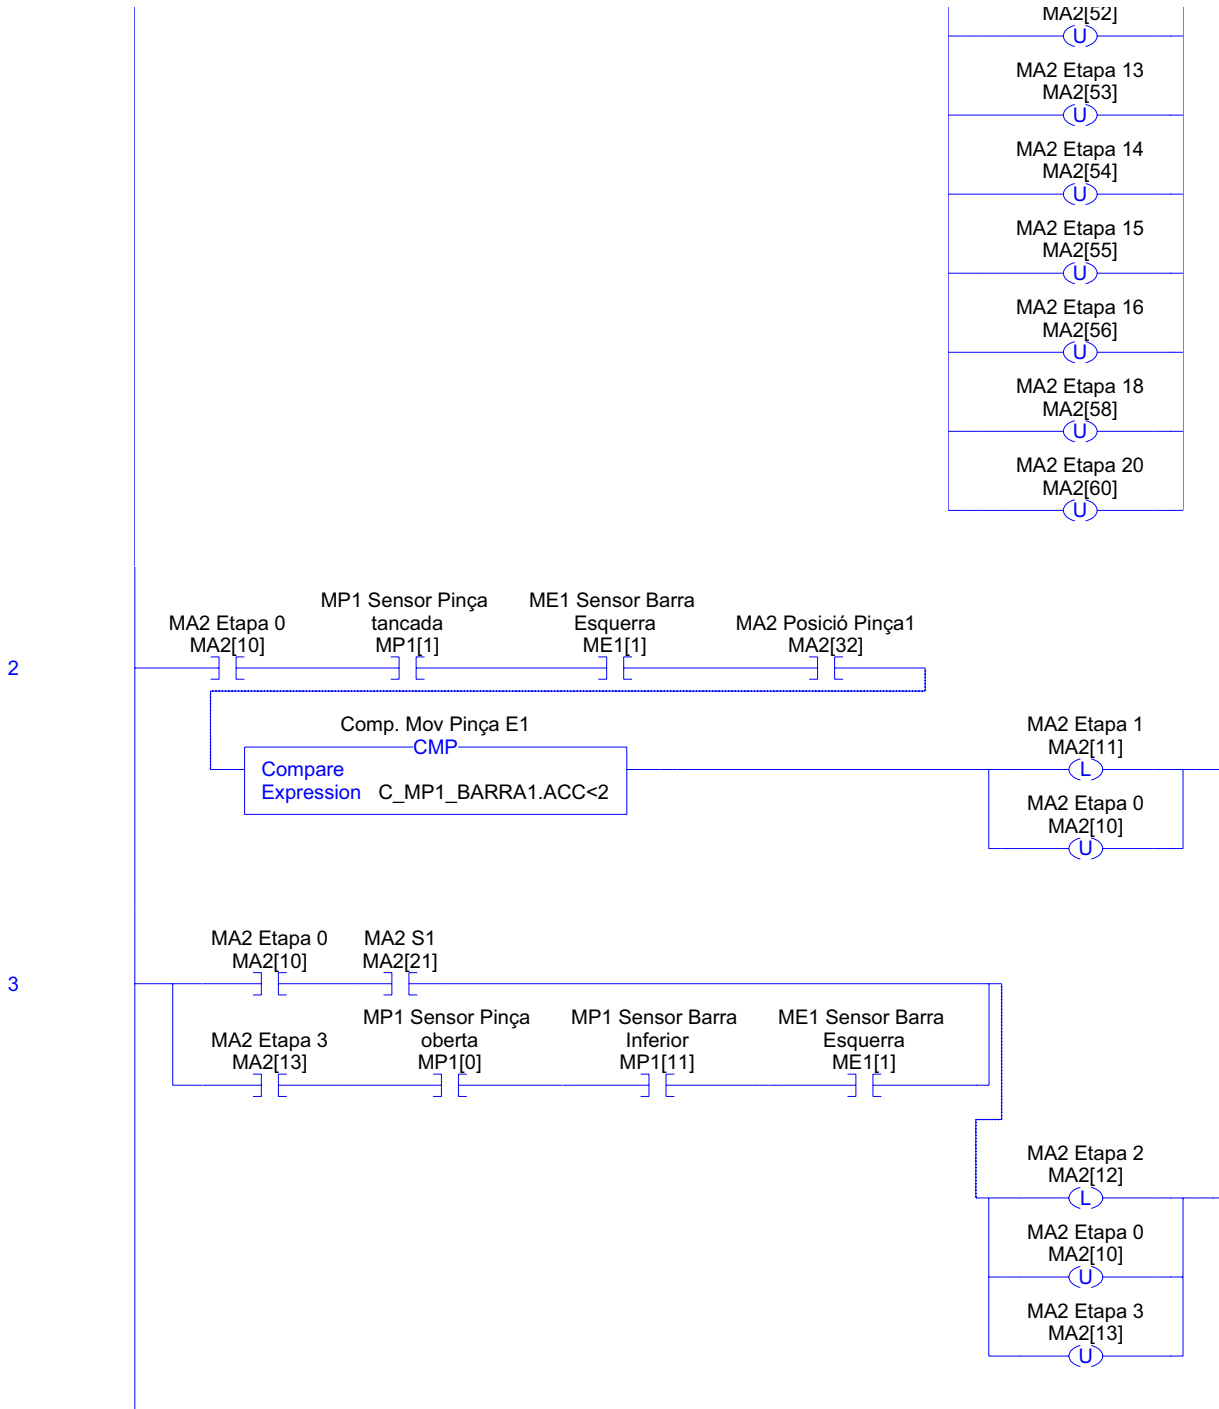 MA2[52]
U
MA2 Etapa 13
MA2[53]
U
MA2 Etapa 14
MA2[54]
U
MA2 Etapa 15
MA2[55]
U
MA2 Etapa 16
MA2[56]
U
MA2 Etapa 18
MA2[58]
U
MA2 Etapa 20
MA2[60]
U
2
MA2 Etapa 0
MA2[10]
MP1 Sensor Pinça
tancada
MP1[1]
ME1 Sensor Barra
Esquerra
ME1[1]
MA2 Posició Pinça1
MA2[32]
Comp. Mov Pinça E1
CMP
Compare
Expression C_MP1_BARRA1.ACC<2
MA2 Etapa 1
MA2[11]
L
MA2 Etapa 0
MA2[10]
U
3
MA2 Etapa 0
MA2[10]
MA2 S1
MA2[21]
MA2 Etapa 3
MA2[13]
MP1 Sensor Pinça
oberta
MP1[0]
MP1 Sensor Barra
Inferior
MP1[11]
ME1 Sensor Barra
Esquerra
ME1[1]
MA2 Etapa 2
MA2[12]
L
MA2 Etapa 0
MA2[10]
U
MA2 Etapa 3
MA2[13]
U